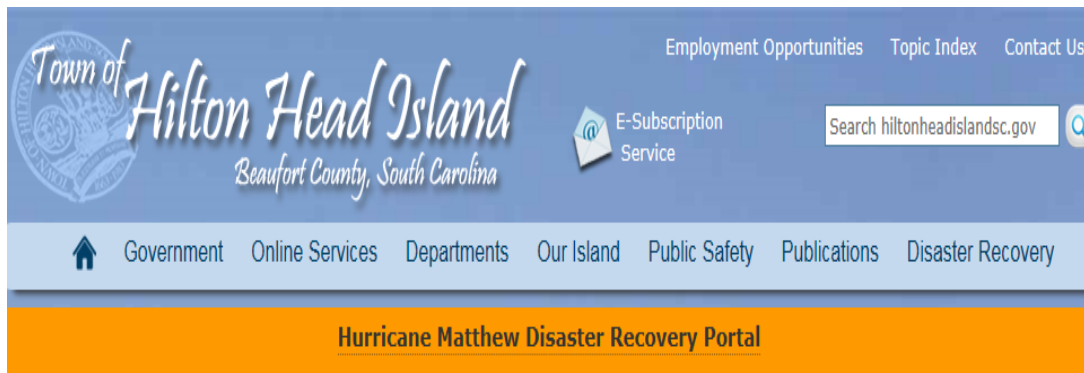 Employment Opportunities Topic Index Contact Us
Town of
Hilton Head Island
Beaufort County, South Carolina
E-Subscription
Service
Search hiltonheadislandsc.gov
Government Online Services Departments Our Island Public Safety Publications Disaster Recovery
Hurricane Matthew Disaster Recovery Portal